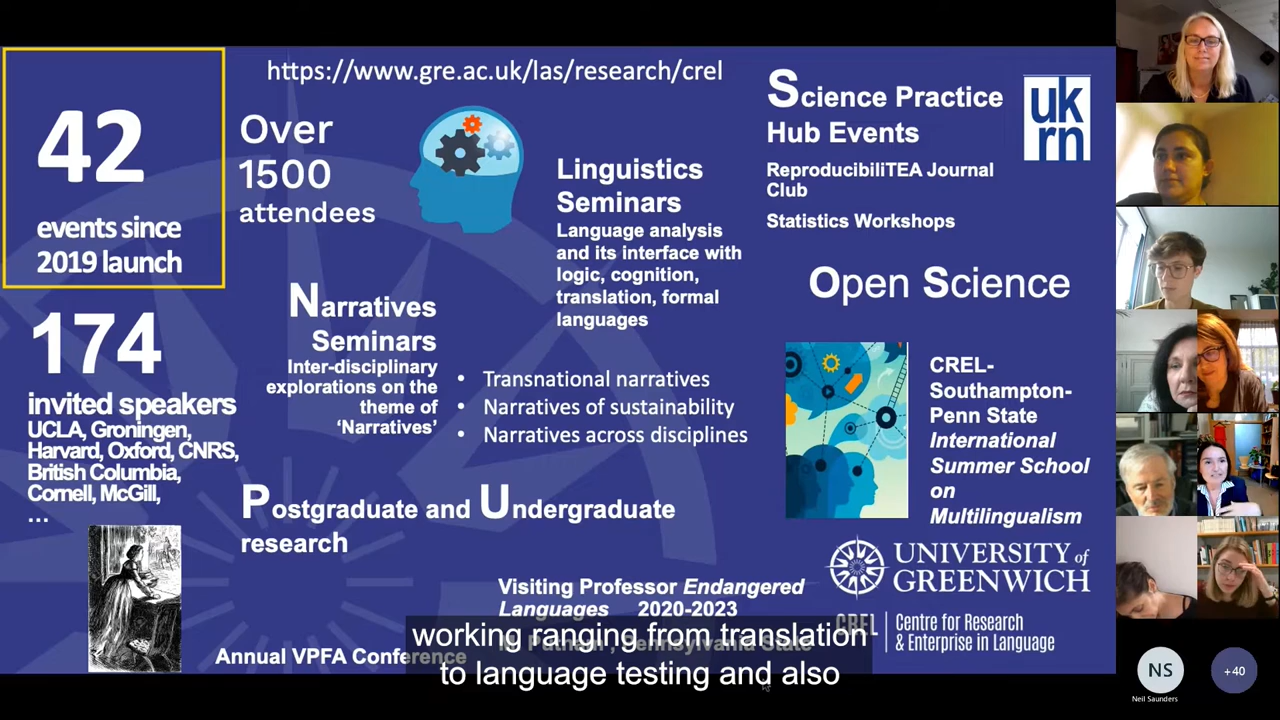 https://www.gre.ac.uk/las/research/crel
42
events since
2019 launch
174
invited speakers
UCLA, Groningen,
Harvard, Oxford, CNRS,
British Columbia,
Cornell, McGill,
...
Over
1500
attendees
Narratives
Seminars
Inter-disciplinary
explorations on the
theme of
‘Narratives’
• Transnational narratives
• Narratives of sustainability
• Narratives across disciplines
Linguistics
Seminars
Language analysis
and its interface with
logic, cognition,
translation, formal
languages
Science Practice
Hub Events
ReproducibiliTEA Journal
Club
Statistics Workshops
uk
rn
Open Science
CREL-
Southampton-
Penn State
International
Summer School
on
Multilingualism
Postgraduate and Undergraduate
research
Visiting Professor Endangered
Languages 2020-2023
Pennsylvania State
Annual VPFA Conference
UNIVERSITY of
GREENWICH
CREL
Centre for Research
& Enterprise in Language
working ranging from translation
to language testing and also
NS
Neil Saunders
+40